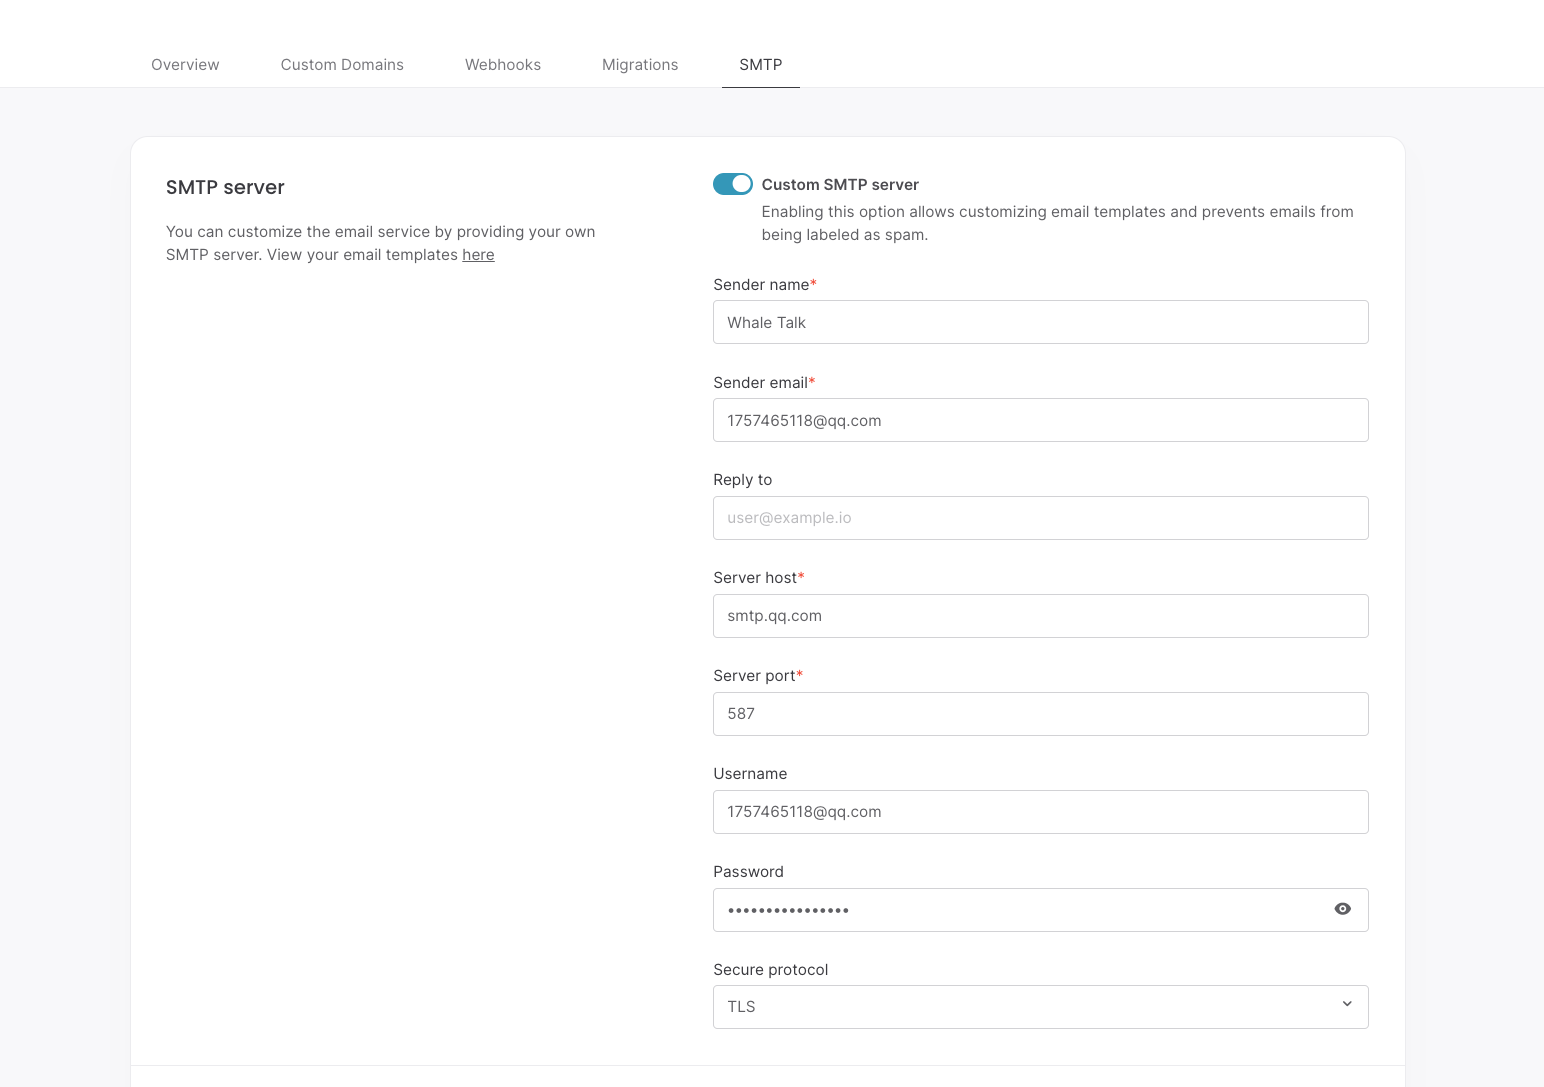 Overview
Custom Domains
Webhooks
Migrations
SMTP
SMTP server
You can customize the email service by providing your own
SMTP server. View your email templates here
Custom SMTP server
Enabling this option allows customizing email templates and prevents emails from
being labeled as spam.
Sender name*
Whale Talk
Sender email*
1757465118@qq.com
Reply to
user@example.io
Server host*
smtp.qq.com
Server port*
587
Username
1757465118@qq.com
Password
••••••••••••••••
Secure protocol
TLS